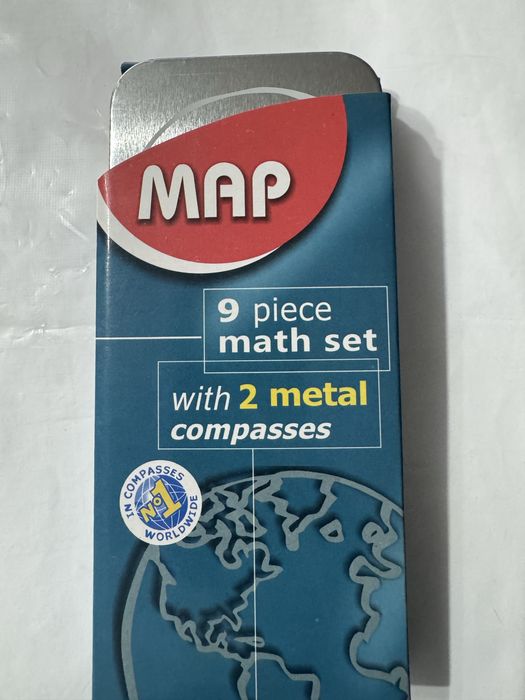 MAP
9 piece
math set
with 2 metal
compasses
IN COMPASSES
No1
WORLDWIDE